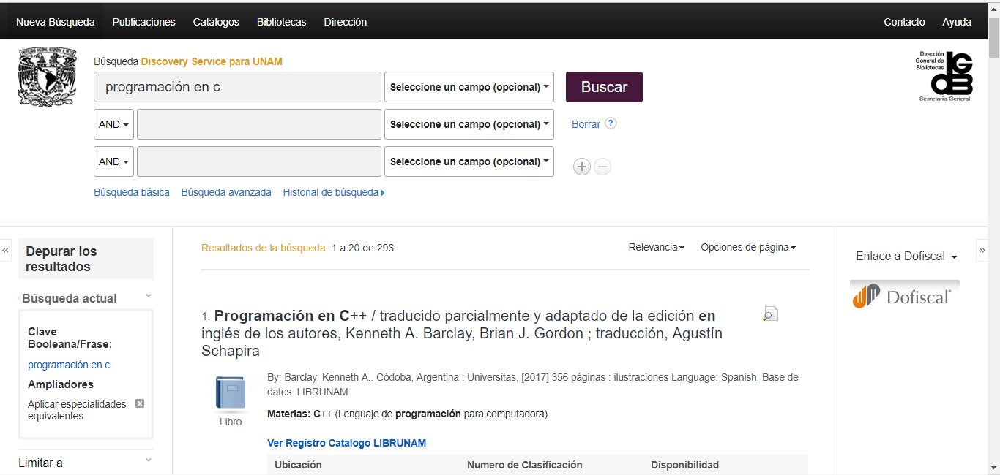 Nueva Búsqueda Publicaciones Catálogos Bibliotecas Dirección Contacto Ayuda
Búsqueda Discovery Service para UNAM
programación en c Seleccione un campo (opcional) Buscar
AND Seleccione un campo (opcional) Borrar ?
AND Seleccione un campo (opcional)
Búsqueda básica Búsqueda avanzada Historial de búsqueda
Dirección
General de
Bibliotecas
DGB
Secretaría General
Depurar los
resultados
Búsqueda actual
Clave
Booleana/Frase:
programación en c
Ampliadores
Aplicar especialidades
equivalentes
Limitar a
Resultados de la búsqueda: 1 a 20 de 296
Relevancia Opciones de página
1. Programación en C++ / traducido parcialmente y adaptado de la edición en
inglés de los autores, Kenneth A. Barclay, Brian J. Gordon ; traducción, Agustín
Schapira
Libro
By: Barclay, Kenneth A.. Códoba, Argentina : Universitas, [2017] 356 páginas : ilustraciones Language: Spanish, Base de
datos: LIBRUNAM
Materias: C++ (Lenguaje de programación para computadora)
Ver Registro Catalogo LIBRUNAM
Ubicación Numero de Clasificación Disponibilidad
Enlace a Dofiscal
Dofiscal